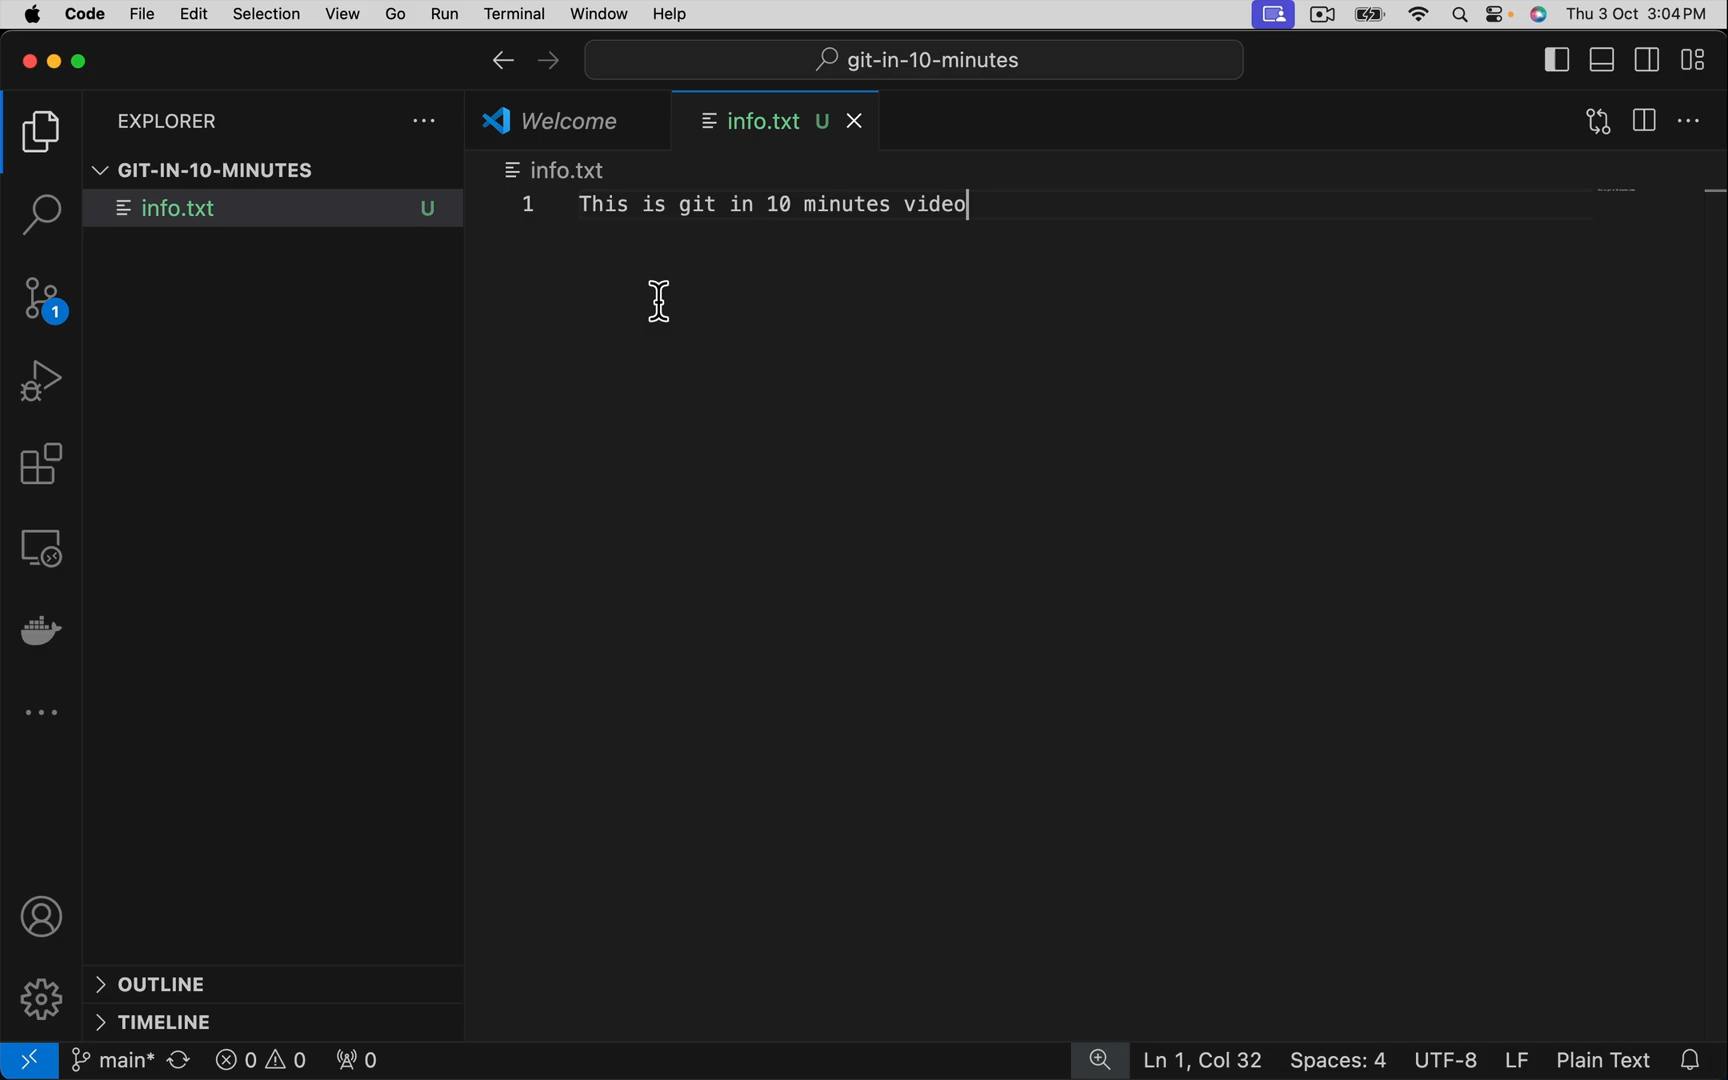 Code File Edit Selection View Go Run Terminal Window Help Thu 3 Oct 3:04 PM
git-in-10-minutes
EXPLORER
Welcome
info.txt U
GIT-IN-10-MINUTES
info.txt
info.txt U
1 This is git in 10 minutes video
1
OUTLINE
TIMELINE
main* 0 0 0 Ln 1, Col 32 Spaces: 4 UTF-8 LF Plain Text